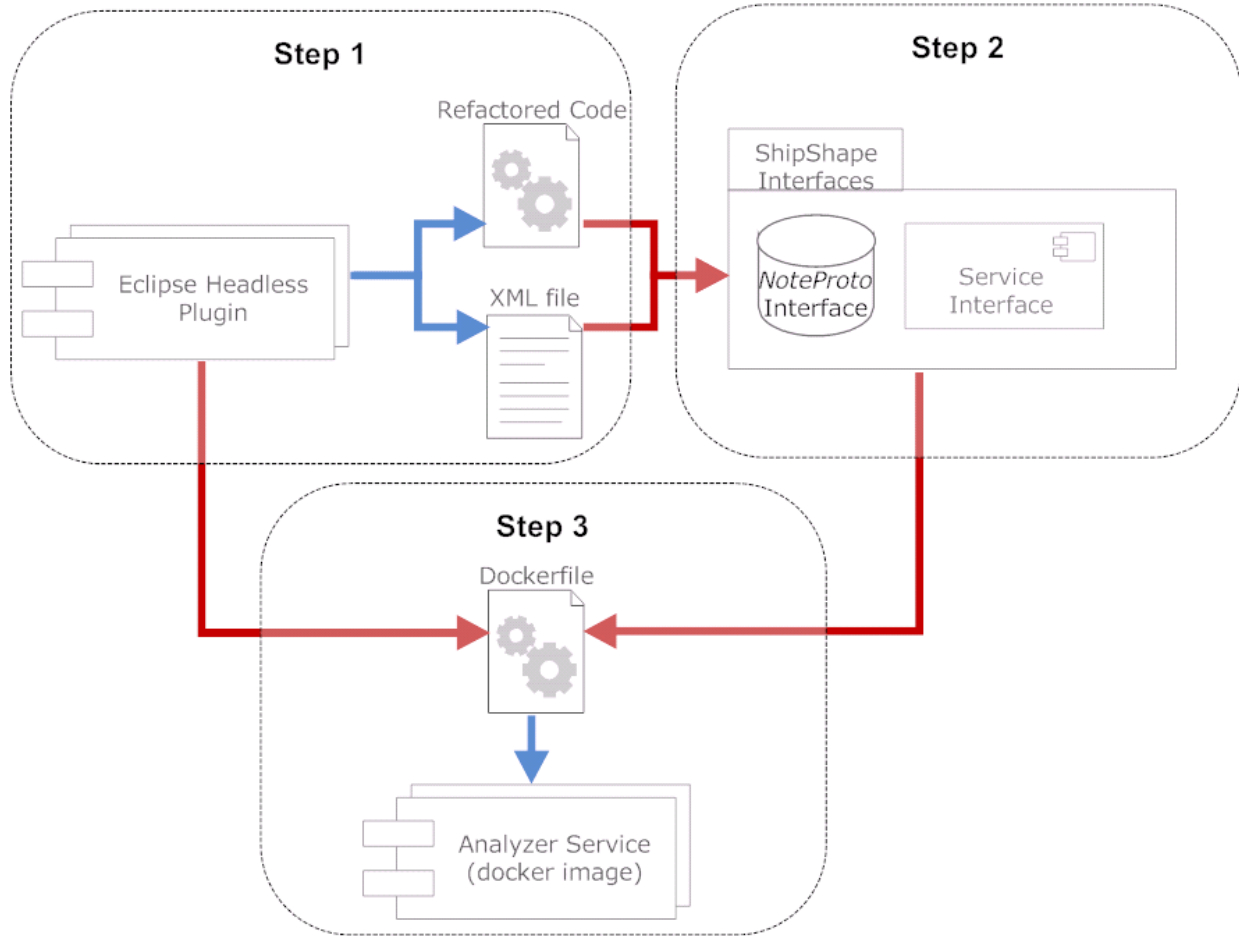 Step 1
Refactored Code
Eclipse Headless
Plugin
XML file
Step 2
ShipShape
Interfaces
NoteProto
Interface
Service
Interface
Step 3
Dockerfile
Analyzer Service
(docker image)